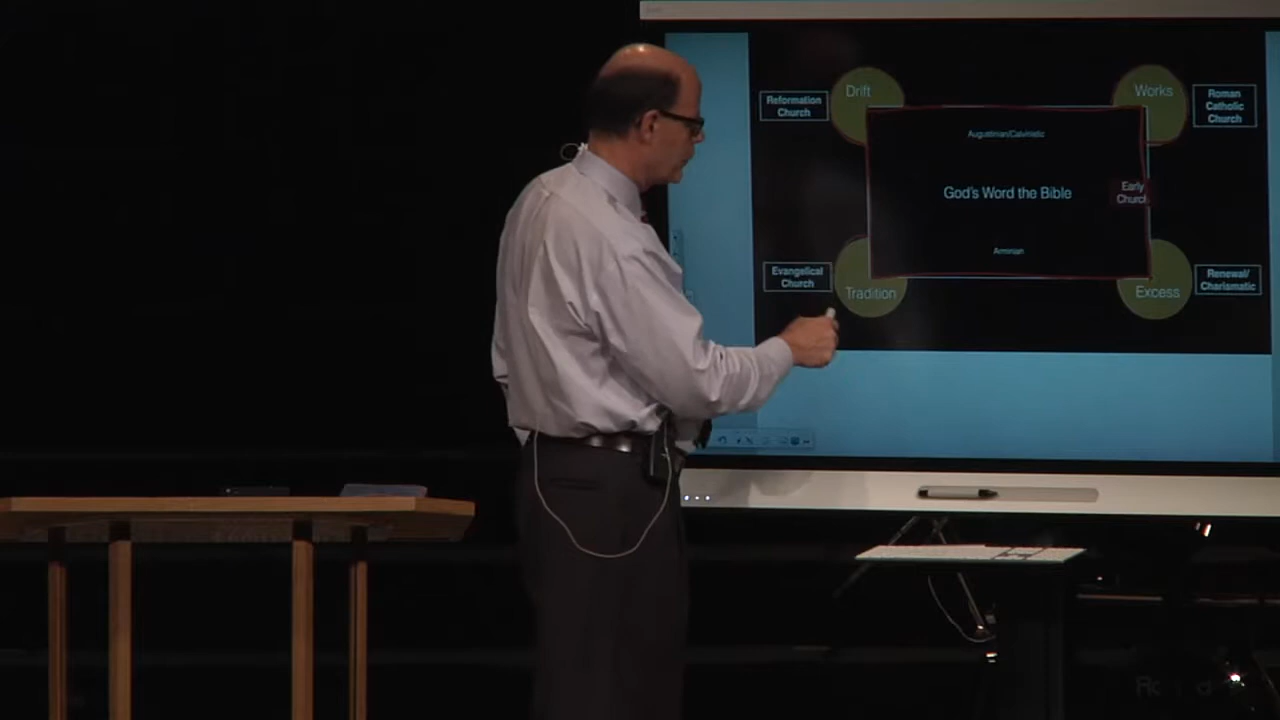 Drift
Works
Reformation
Church
Roman
Catholic
Church
Augustinian/Calvinistic
God's Word the Bible
Early
Church
Arminian
Evangelical
Church
Tradition
Excess
Renewal/
Charismatic